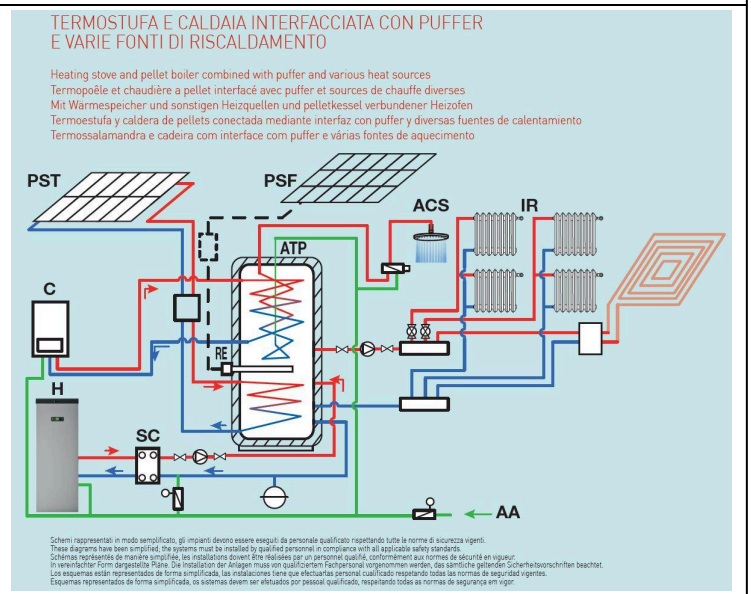 TERMOSTUFA E CALDAIA INTERFACCIATA CON PUFFER
E VARIE FONTI DI RISCALDAMENTO
Heating stove and pellet boiler combined with puffer and various heat sources
Termopoêle et chaudière a pellet interfacé avec puffer et sources de chauffe diverses
Mit Wärmespeicher und sonstigen Heizquellen und pelletkessel verbundener Heizofen
Termoestufa y caldera de pellets conectada mediante interfaz con puffer y diversas fuentes de calentamiento
Termossalamandra e cadeira com interface com puffer e várias fontes de aquecimento
PST
PSF
ACS
IR
ATP
C
RE
H
SC
AA
Schemi rappresentati in modo semplificato, gli impianti devono essere eseguiti da personale qualificato rispettando tutte le norme di sicurezza vigenti.
These diagrams have been simplified; the systems must be installed by qualified personnel in compliance with all applicable safety standards.
Schémas représentés de manière simplifiée, les installations doivent être réalisées par un personnel qualifié, conformément aux normes de sécurité en vigueur.
In vereinfachter Form dargestellte Pläne. Die Installation der Anlagen muss von qualifiziertem Fachpersonal vorgenommen werden, das sämtliche geltenden Sicherheitsvorschriften beachtet.
Los esquemas están representados de forma simplificada, las instalaciones tiene que efectuarlas personal cualificado respetando todas las normas de seguridad vigentes.
Esquemas representados de forma simplificada, os sistemas devem ser efetuados por pessoal qualificado, respeitando todas as normas de segurança em vigor.